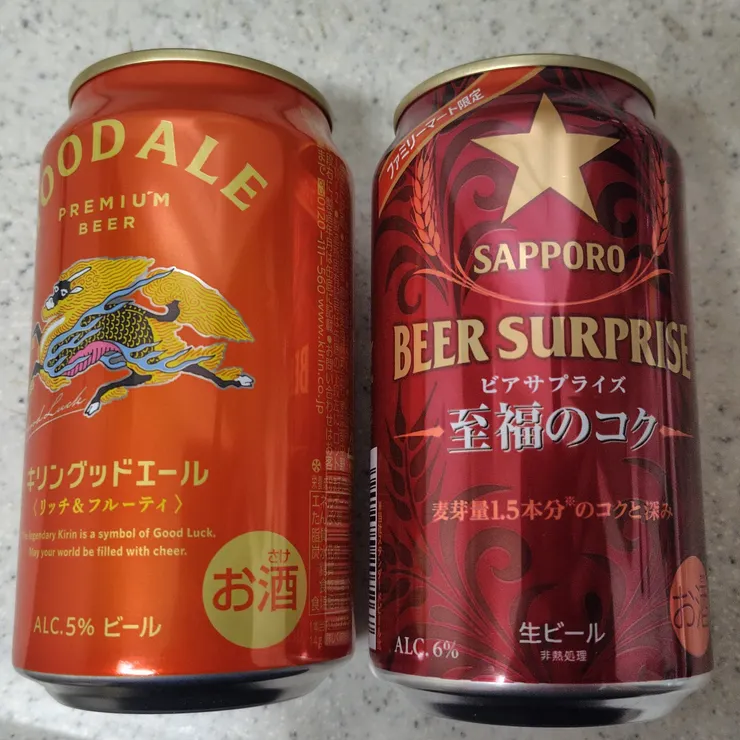 OOD ALE
PREMIUM
BEER
Good Luck
キリングッドエール
〈リッチ&フルーティ〉
legendary Kirin is a symbol of Good Luck.
May your world be filled with cheer.
さけ
お酒
ALC.5% ビール
0120-111-560 www.kirin.co.jp
ファミリーマート限定
SAPPORO
BEER SURPRISE
ビアサプライズ
至福のコク
麦芽量1.5本分※のコクと深み
お酒
ALC.6%
生ビール
非熱処理